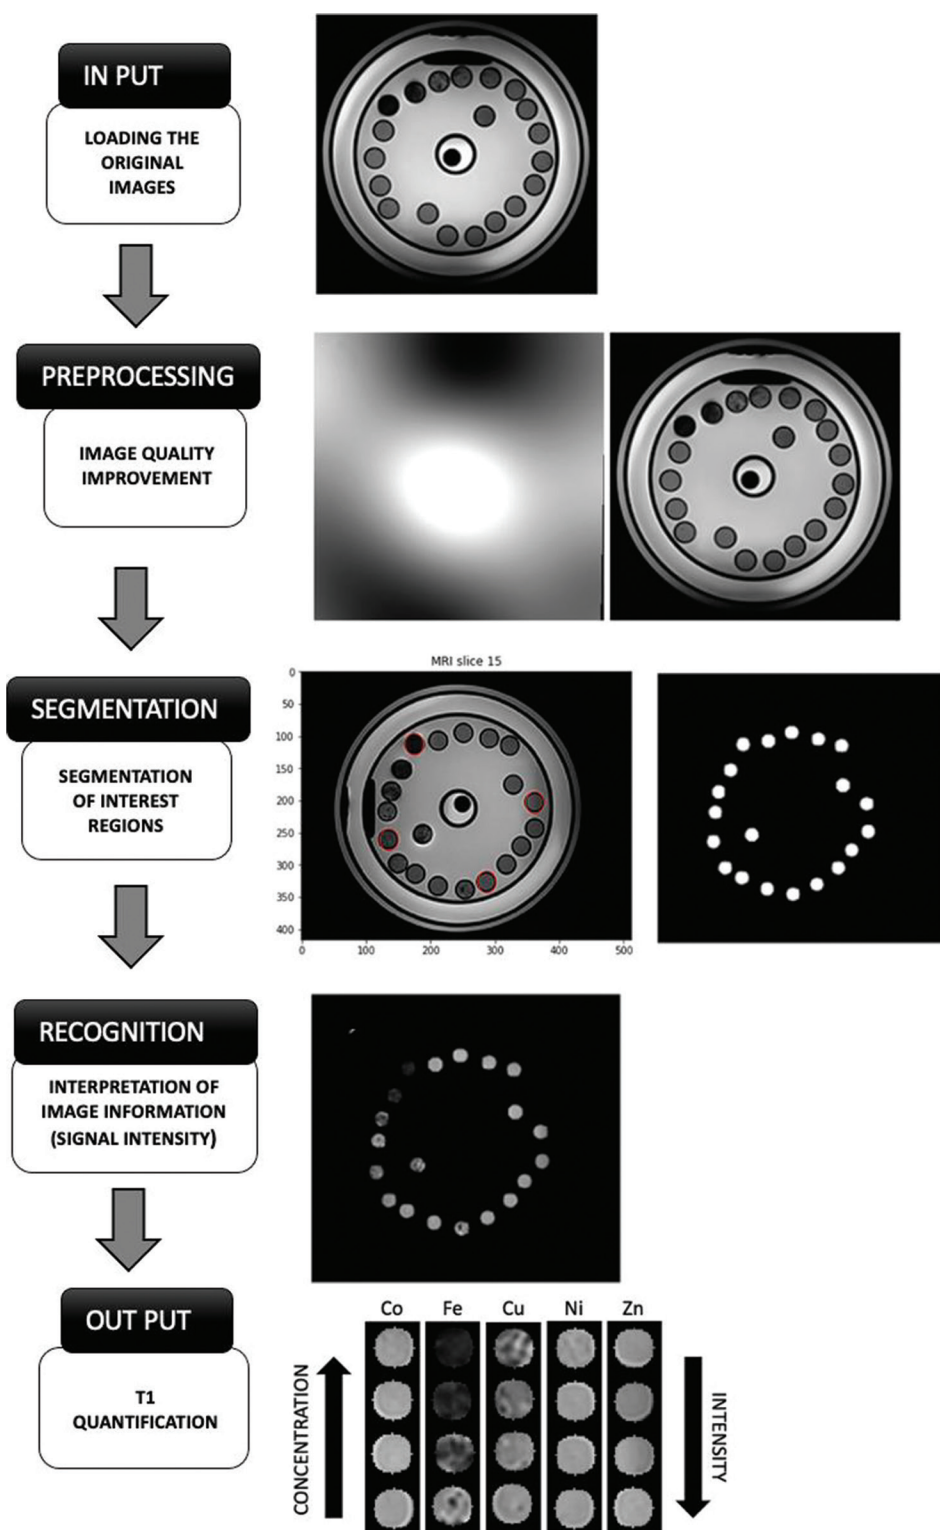 IN PUT
LOADING THE
ORIGINAL
IMAGES
PREPROCESSING
IMAGE QUALITY
IMPROVEMENT
SEGMENTATION
SEGMENTATION
OF INTEREST
REGIONS
MRI slice 15
0
50
100
150
200
250
300
350
400
0 100 200 300 400 500
RECOGNITION
INTERPRETATION OF
IMAGE INFORMATION
(SIGNAL INTENSITY)
OUT PUT
T1
QUANTIFICATION
Co Fe Cu Ni Zn
CONCENTRATION
INTENSITY